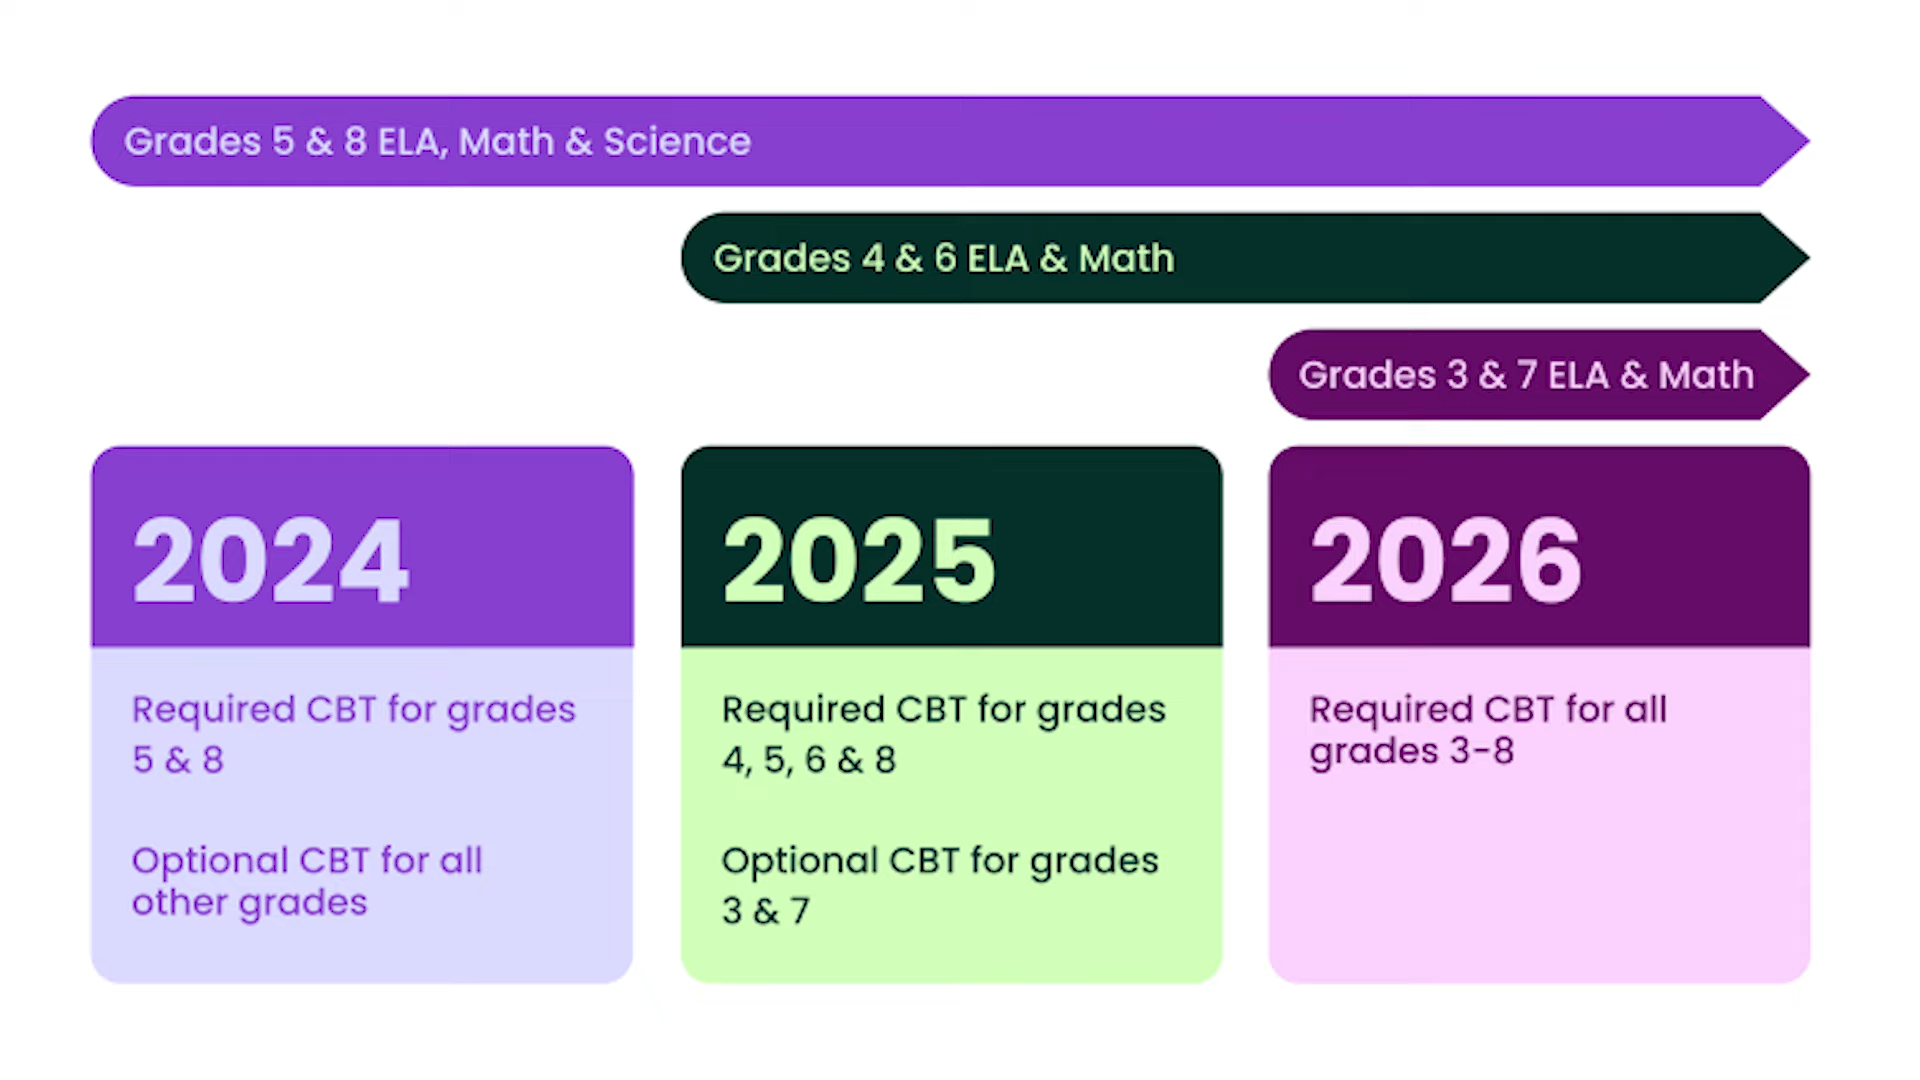 Grades 5 & 8 ELA, Math & Science
Grades 4 & 6 ELA & Math
Grades 3 & 7 ELA & Math
2024
Required CBT for grades
5 & 8
Optional CBT for all
other grades
2025
Required CBT for grades
4, 5, 6 & 8
Optional CBT for grades
3 & 7
2026
Required CBT for all
grades 3-8